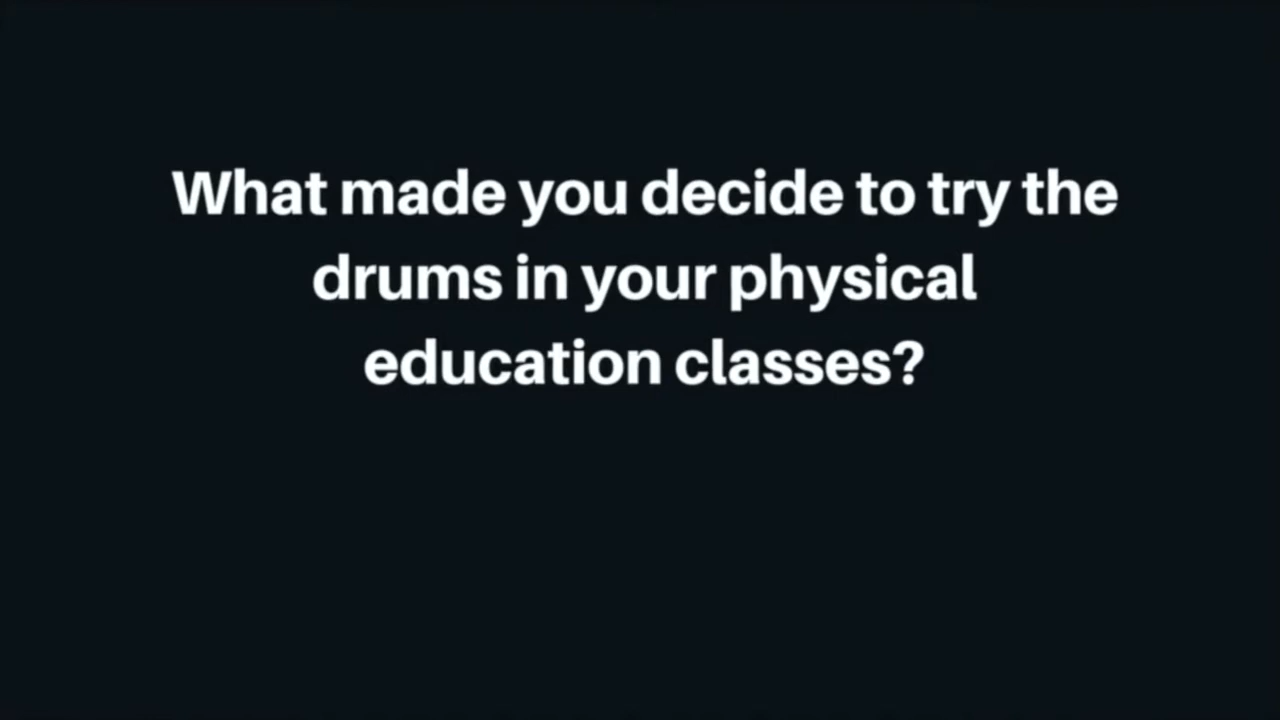 What made you decide to try the
drums in your physical
education classes?